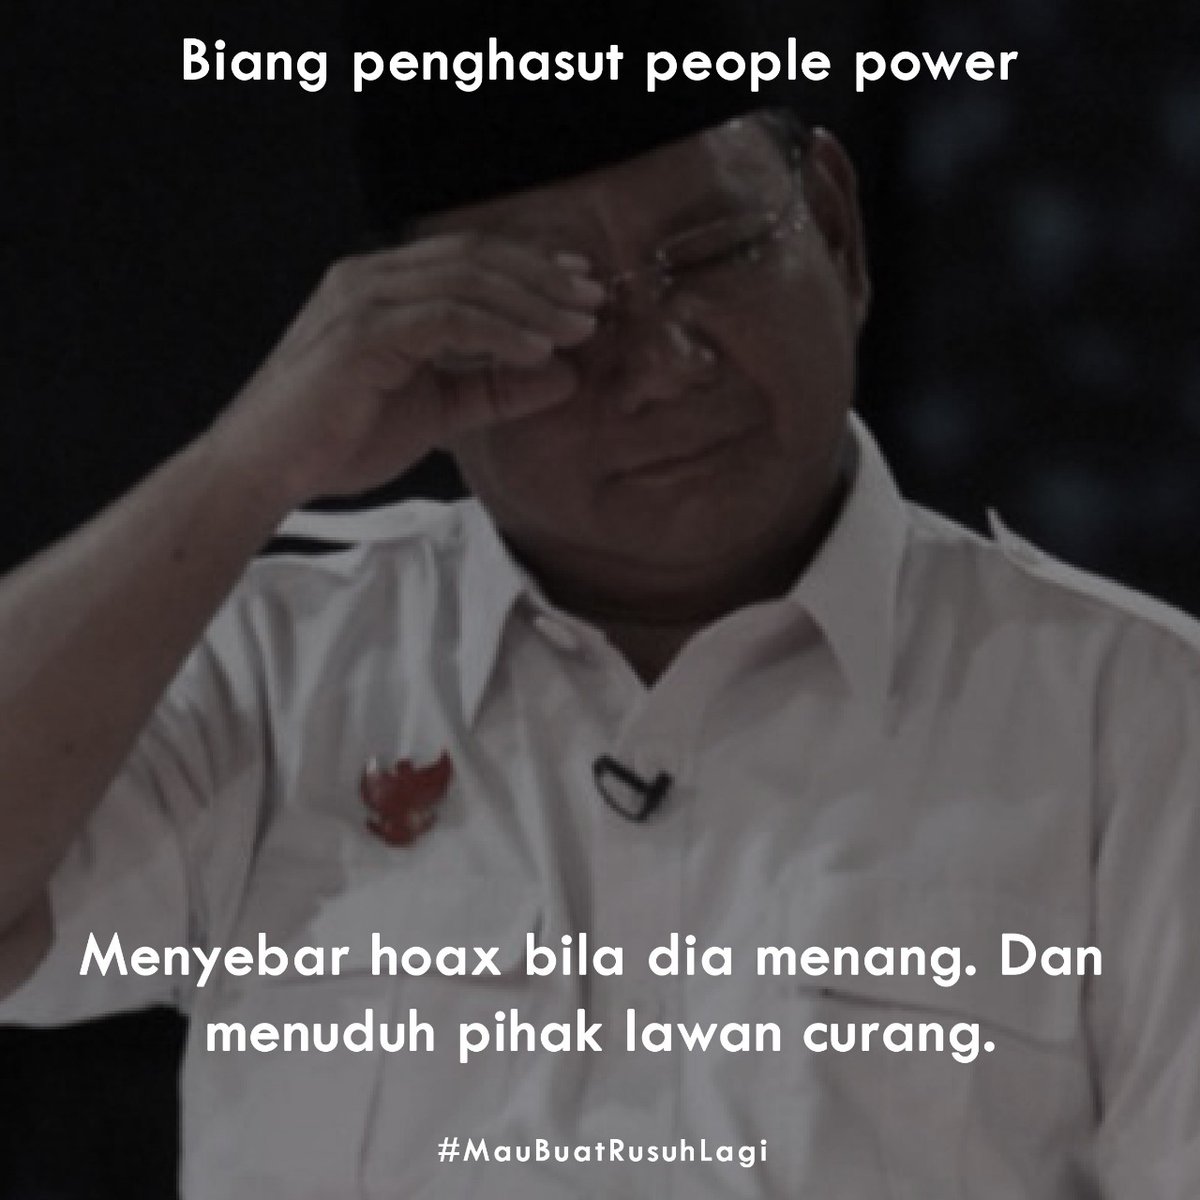 Biang penghasut people power
Menyebar hoax bila dia menang. Dan
menuduh pihak lawan curang.
#MauBuatRusuhLagi